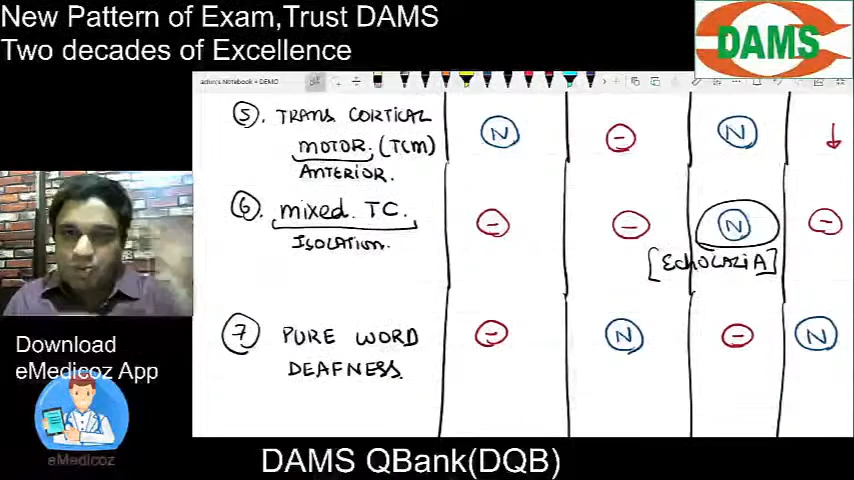 New Pattern of Exam,Trust DAMS
Two decades of Excellence
DAMS
5. TRANS CORTICAL N - N ↓
MOTOR. (TCM)
ANTERIOR.
6. mixed. TC. - - N -
ISOLATION.
[EchOLAliA]
7 PURE WORD - N - N
DEAFNESS.
Download
eMedicoz App
eMedicoz
DAMS QBank(DQB)